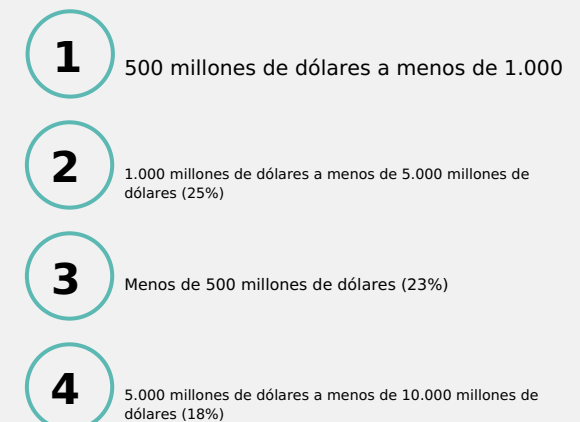 1
500 millones de dólares a menos de 1.000
2
1.000 millones de dólares a menos de 5.000 millones de
dólares (25%)
3
Menos de 500 millones de dólares (23%)
4
5.000 millones de dólares a menos de 10.000 millones de
dólares (18%)